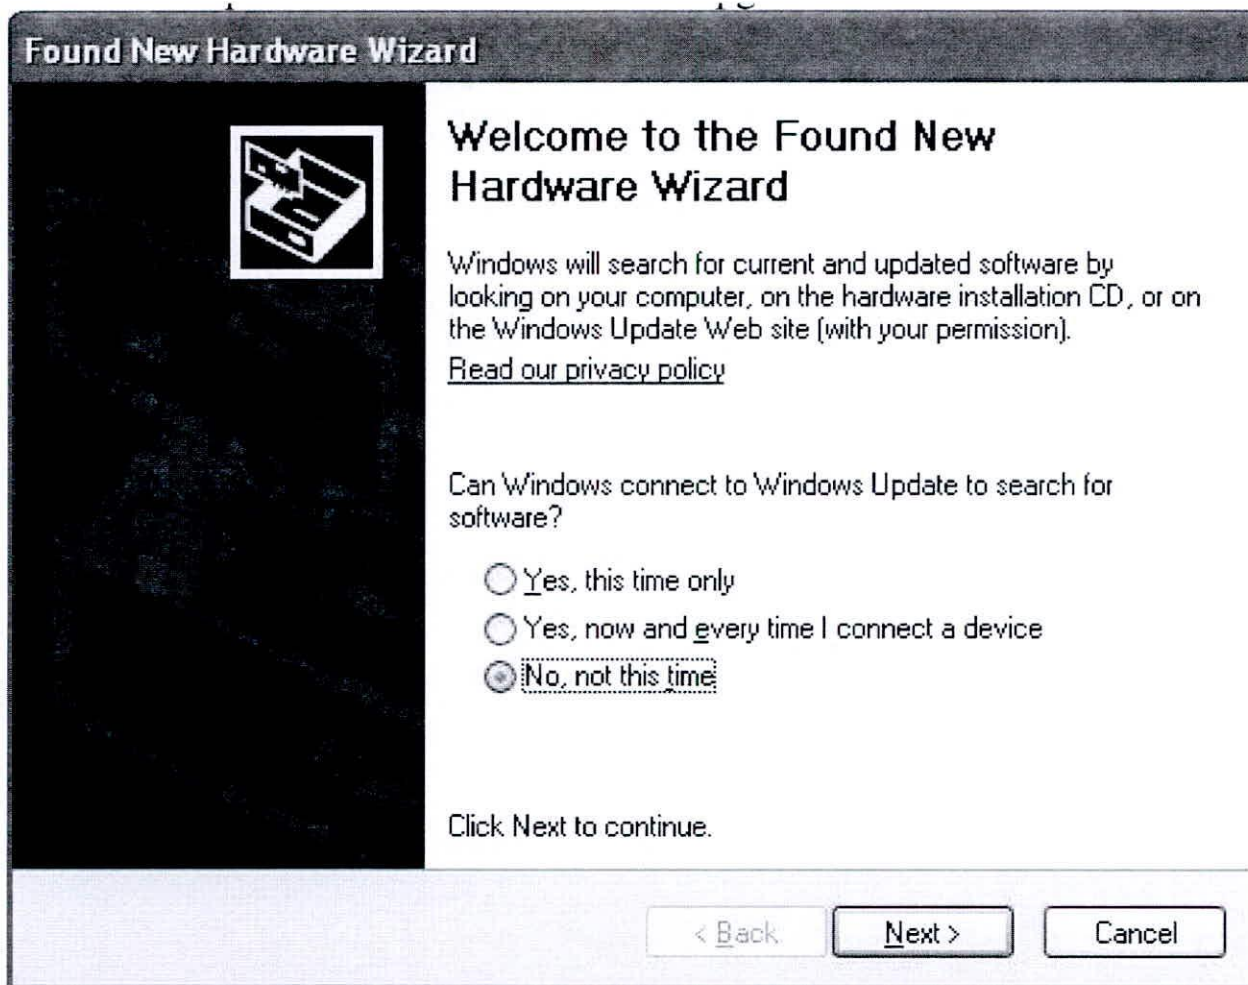 Found New Hardware Wizard
Welcome to the Found New
Hardware Wizard
Windows will search for current and updated software by
looking on your computer, on the hardware installation CD, or on
the Windows Update Web site (with your permission).
Read our privacy policy
Can Windows connect to Windows Update to search for
software?
Yes, this time only
Yes, now and every time I connect a device
No, not this time
Click Next to continue.
< Back
Next >
Cancel